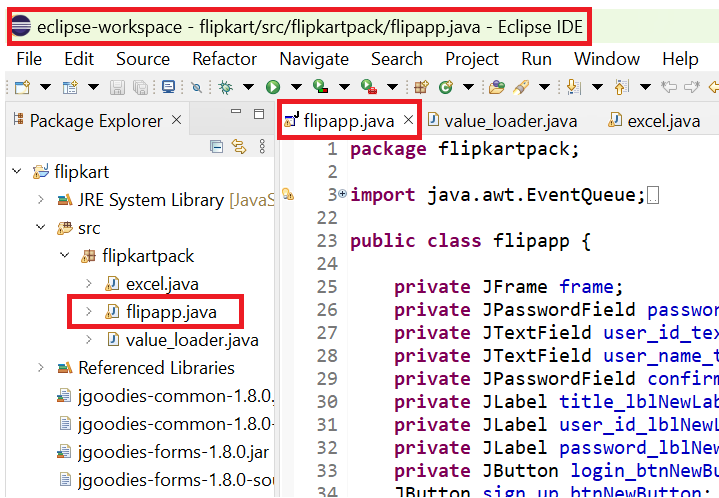 eclipse-workspace - flipkart/src/flipkartpack/flipapp.java - Eclipse IDE
File Edit Source Refactor Navigate Search Project Run Window Help
Package Explorer
flipkart
JRE System Library [JavaS
src
flipkartpack
excel.java
flipapp.java
value_loader.java
Referenced Libraries
jgoodies-common-1.8.0.
jgoodies-common-1.8.0-
jgoodies-forms-1.8.0.jar
jgoodies-forms-1.8.0-sou
flipapp.java value_loader.java excel.java
1 package flipkartpack;
2
3 import java.awt.EventQueue;
22
23 public class flipapp {
24
25 private JFrame frame;
26 private JPasswordField password
27 private JTextField user_id_tex
28 private JTextField user_name_t
29 private JPasswordField confirm
30 private JLabel title_lblNewLab
31 private JLabel user_id_lblNewL
32 private JLabel password_lblNew
33 private JButton login_btnNewBu
34 JButton sign_up_btnNewButton;